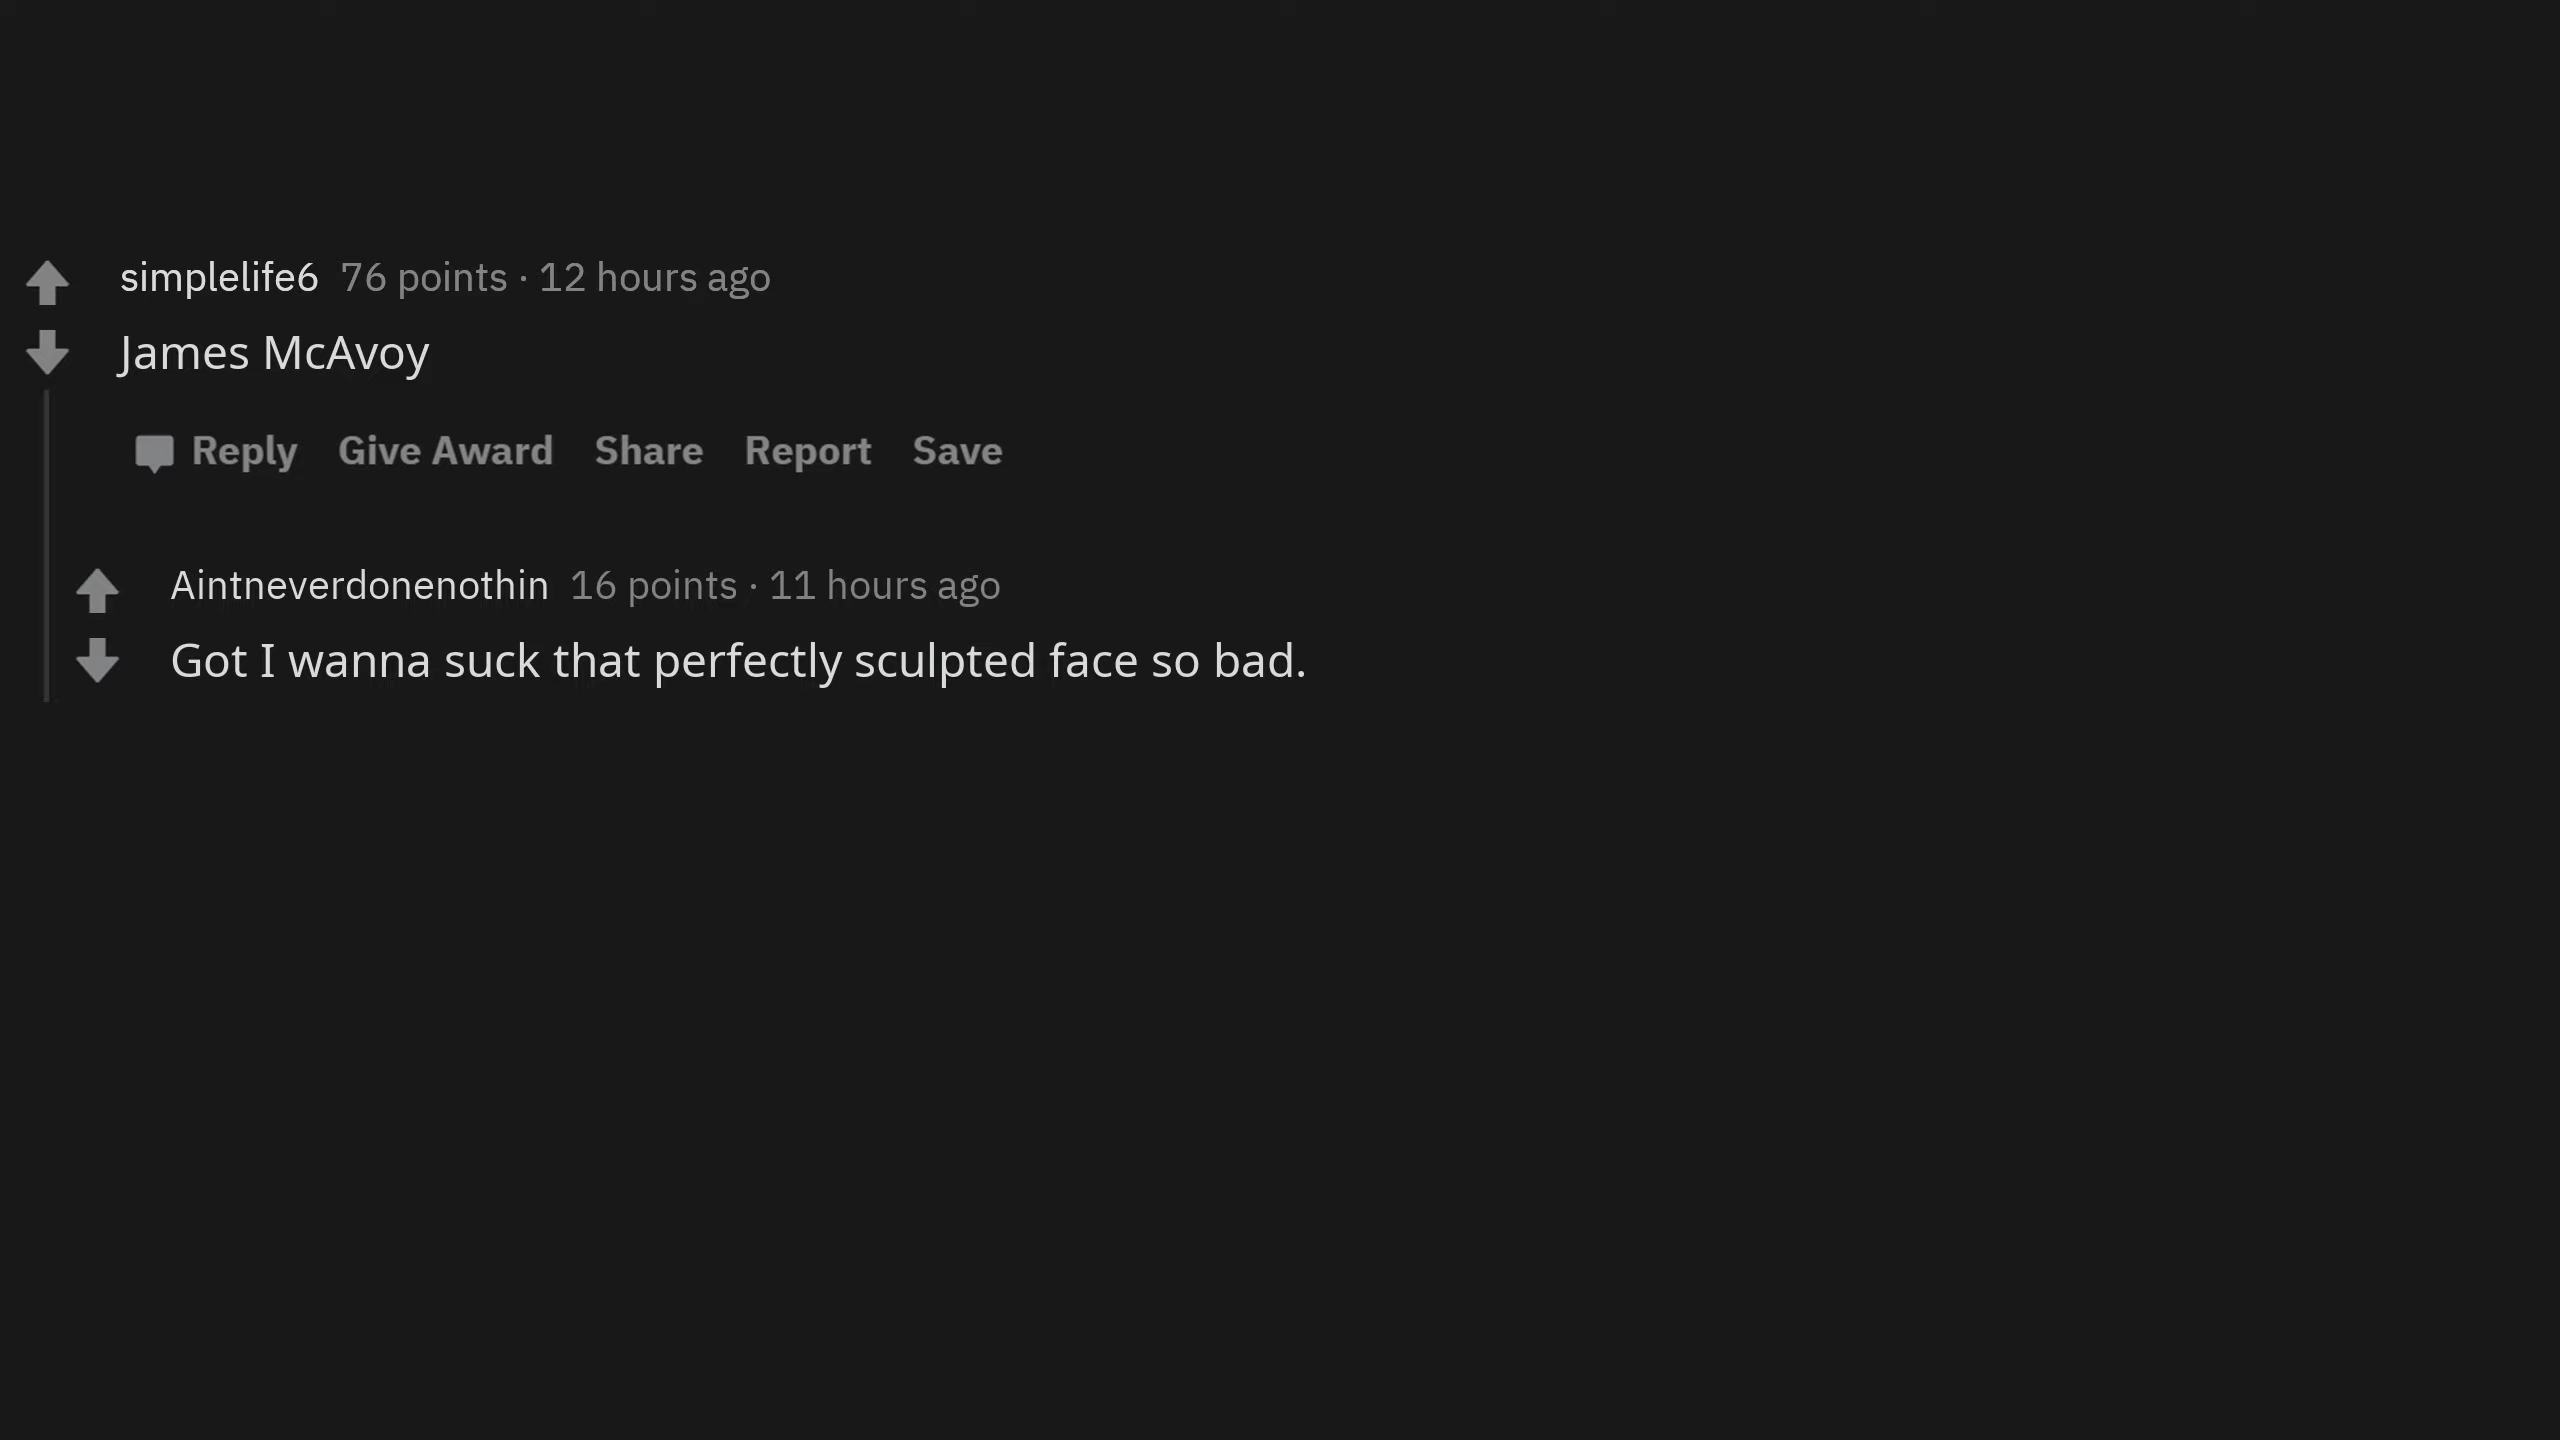 simplelife6 76 points · 12 hours ago
James McAvoy
Reply Give Award Share Report Save
Aintneverdonenothin 16 points · 11 hours ago
Got I wanna suck that perfectly sculpted face so bad.